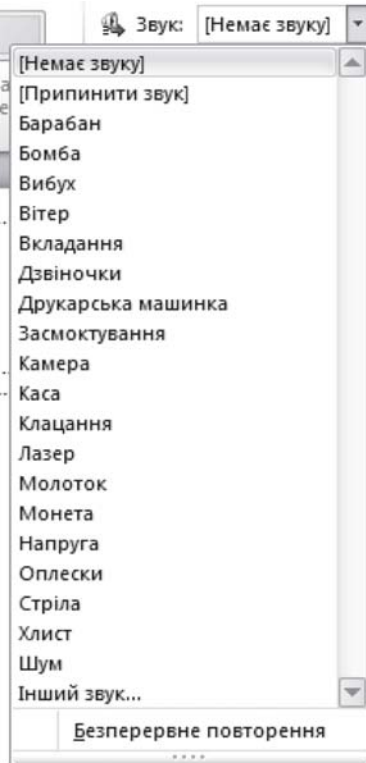 Звук: [Немає звуку]
[Немає звуку]
[Припинити звук]
Барабан
Бомба
Вибух
Вітер
Вкладання
Дзвіночки
Друкарська машинка
Засмоктування
Камера
Каса
Клацання
Лазер
Молоток
Монета
Напруга
Оплески
Стріла
Хлист
Шум
Інший звук...
Безперервне повторення